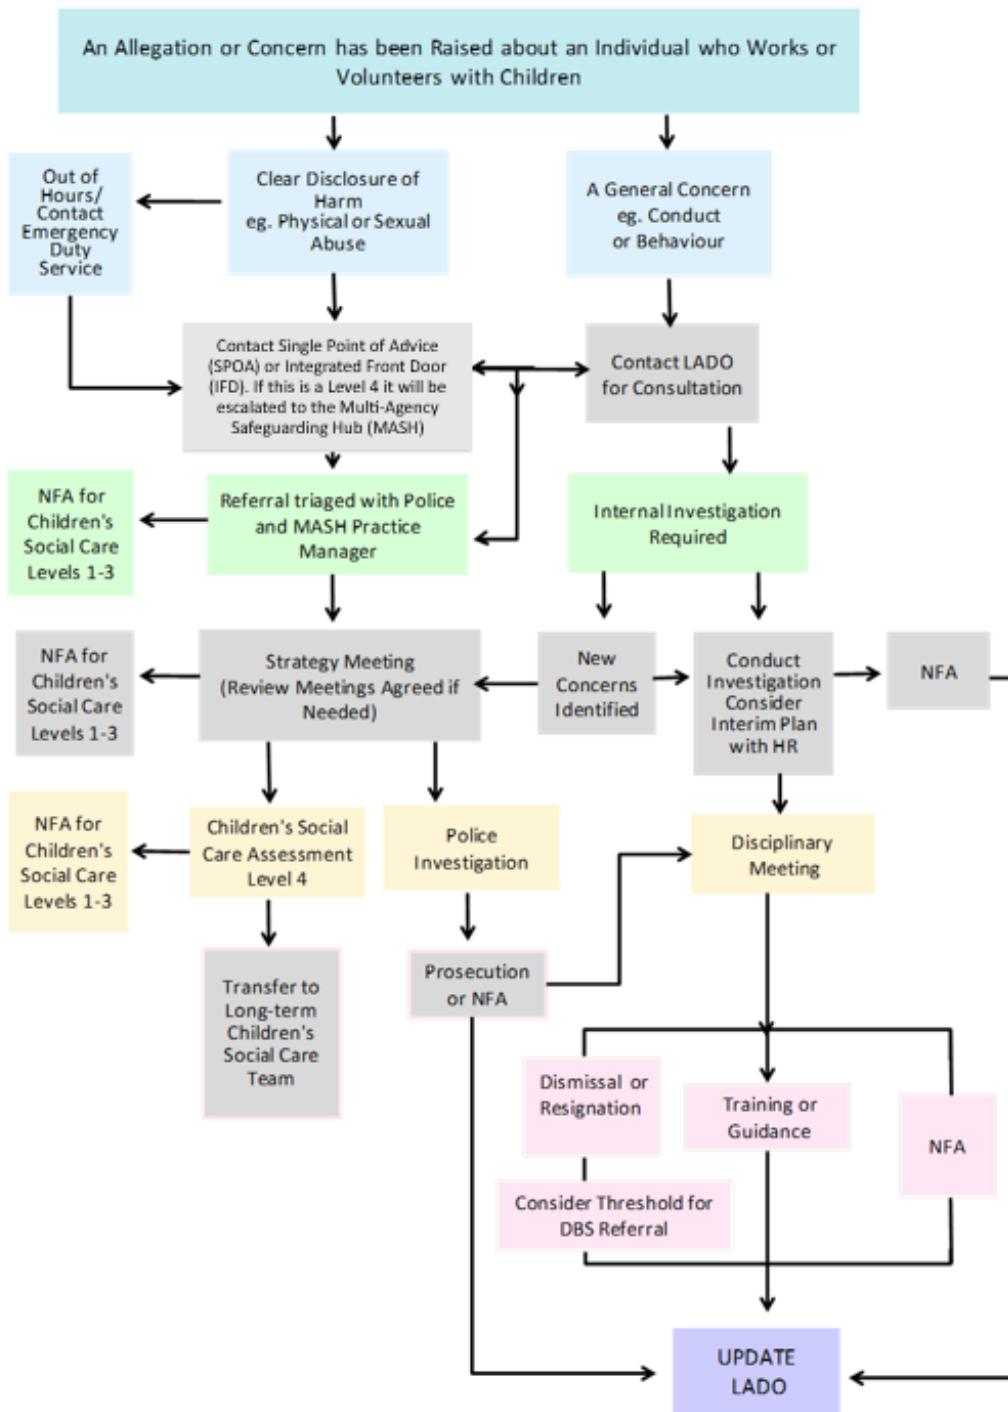 An Allegation or Concern has been Raised about an Individual who Works or
Volunteers with Children
Out of
Hours/
Contact
Emergency
Duty
Service
Clear Disclosure of
Harm
eg. Physical or Sexual
Abuse
A General Concern
eg. Conduct
or Behaviour
Contact Single Point of Advice
(SPOA) or Integrated Front Door
(IFD). If this is a Level 4 it will be
escalated to the Multi-Agency
Safeguarding Hub (MASH)
Contact LADO
for Consultation
NFA for
Children's
Social Care
Levels 1-3
Referral triaged with Police
and MASH Practice
Manager
Internal Investigation
Required
NFA for
Children's
Social Care
Levels 1-3
Strategy Meeting
(Review Meetings Agreed if
Needed)
New
Concerns
Identified
Conduct
Investigation
Consider
Interim Plan
with HR
NFA
NFA for
Children's
Social Care
Levels 1-3
Children's Social
Care Assessment
Level 4
Police
Investigation
Disciplinary
Meeting
Transfer to
Long-term
Children's
Social Care
Team
Prosecution
or NFA
Dismissal or
Resignation
Training or
Guidance
NFA
Consider Threshold for
DBS Referral
UPDATE
LADO